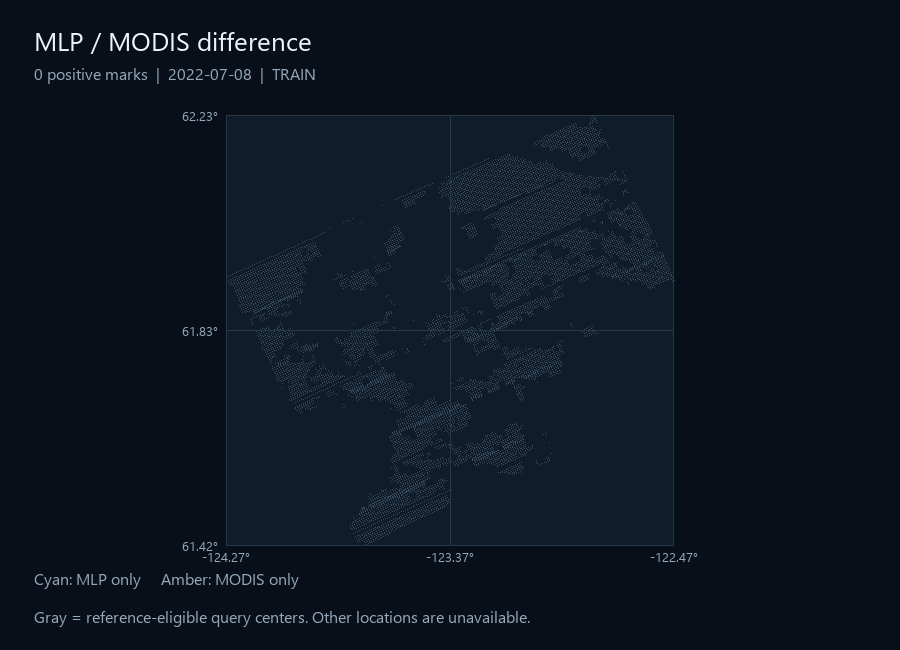 MLP / MODIS difference
0 positive marks | 2022-07-08 | TRAIN
62.23°
61.83°
61.42°
-124.27° -123.37° -122.47°
Cyan: MLP only Amber: MODIS only
Gray = reference-eligible query centers. Other locations are unavailable.